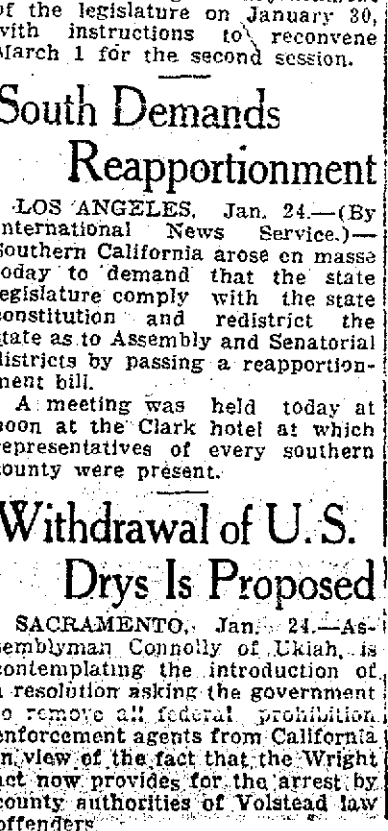 of the legislature on January 30,
with instructions to reconvene
March 1 for the second session.
South Demands
Reapportionment
LOS ANGELES, Jan. 24.—(By
International News Service.)—
Southern California arose en masse
today to demand that the state
legislature comply with the state
constitution and redistrict the
state as to Assembly and Senatorial
districts by passing a reapportion-
ment bill.
A meeting was held today at
noon at the Clark hotel at which
representatives of every southern
county were present.
Withdrawal of U. S.
Drys Is Proposed
SACRAMENTO, Jan. 24.—As-
semblyman Connolly of Ukiah, is
contemplating the introduction of
a resolution asking the government
to remove all federal prohibition
enforcement agents from California
in view of the fact that the Wright
act now provides for the arrest by
county authorities of Volstead law
offenders